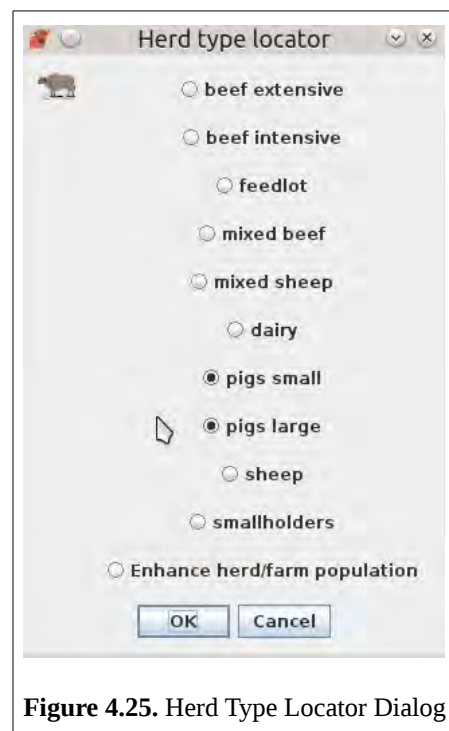 Herd type locator
beef extensive
beef intensive
feedlot
mixed beef
mixed sheep
dairy
pigs small
pigs large
sheep
smallholders
Enhance herd/farm population
OK Cancel
Figure 4.25. Herd Type Locator Dialog